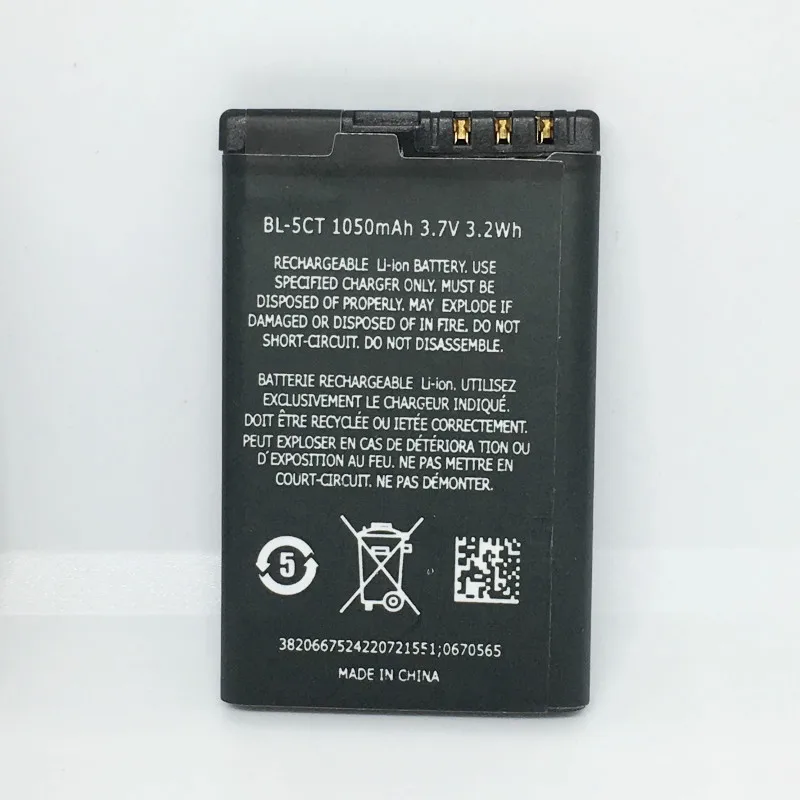 BL-5CT 1050mAh 3.7V 3.2Wh
RECHARGEABLE Li-ion BATTERY. USE
SPECIFIED CHARGER ONLY. MUST BE
DISPOSED OF PROPERLY. MAY EXPLODE IF
DAMAGED OR DISPOSED OF IN FIRE. DO NOT
SHORT-CIRCUIT. DO NOT DISASSEMBLE.
BATTERIE RECHARGEABLE Li-ion. UTILISEZ
EXCLUSIVEMENT LE CHARGEUR INDIQUÉ.
DOIT ÊTRE RECYCLÉE OU IETÉE CORRECTEMENT.
PEUT EXPLOSER EN CAS DE DÉTÉRIORA TION OU
D'EXPOSITION AU FEU. NE PAS METTRE EN
COURT-CIRCUIT. NE PAS DÉMONTER.
5
3820667524220721551;0670565
MADE IN CHINA